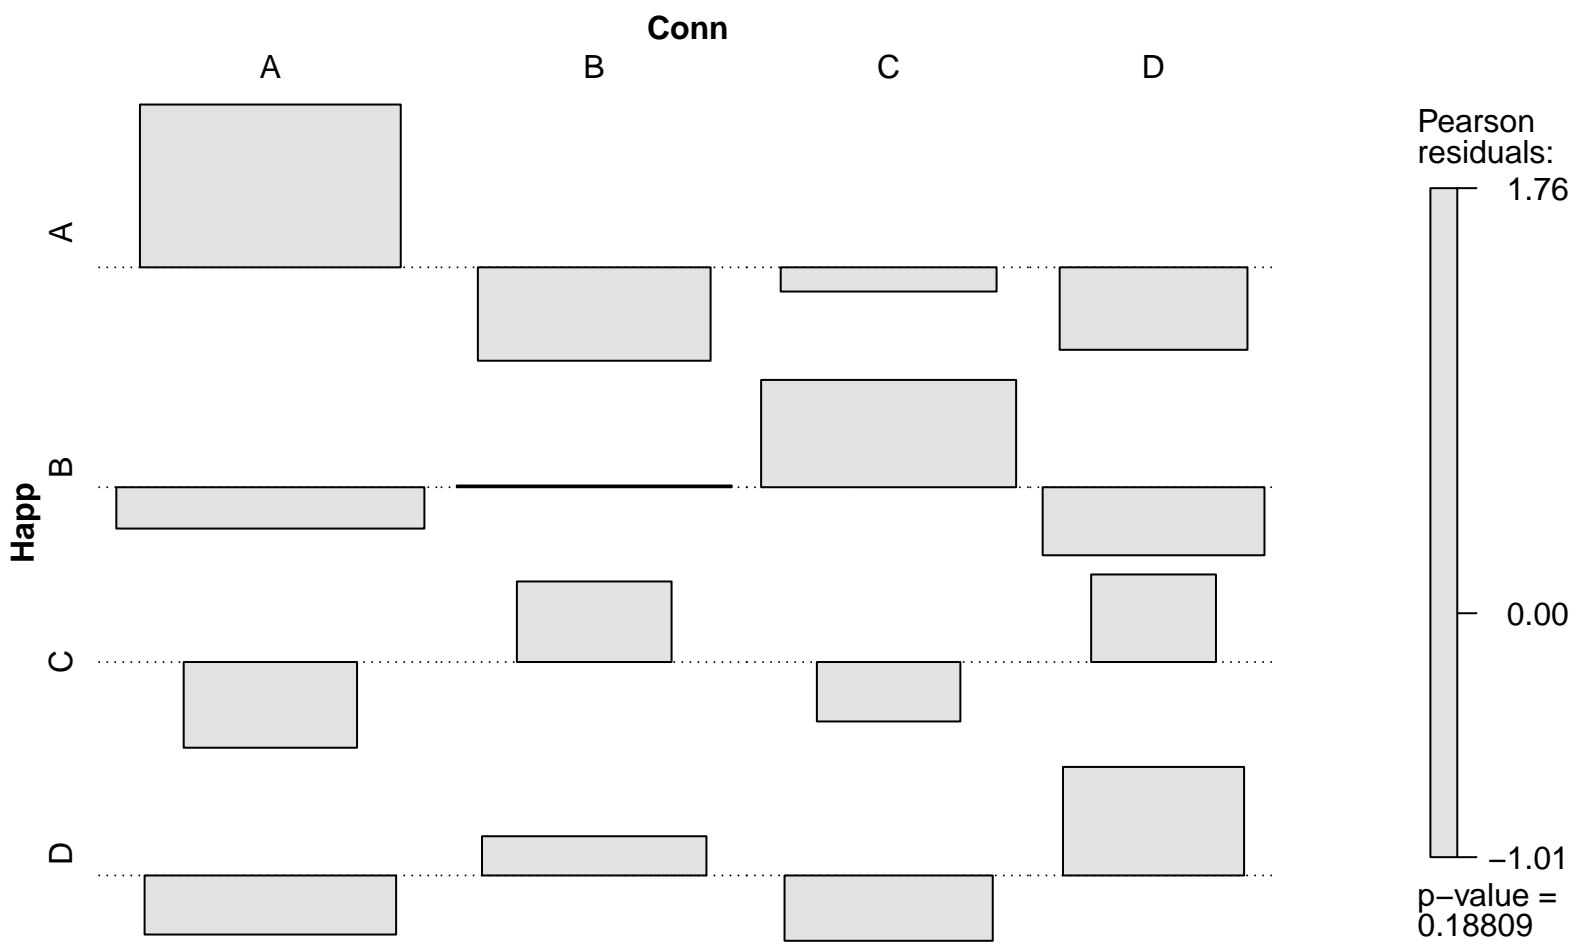 Conn
A B C D
A
B
C
D
Happ
Pearson
residuals:
1.76
0.00
−1.01
p−value =
0.18809